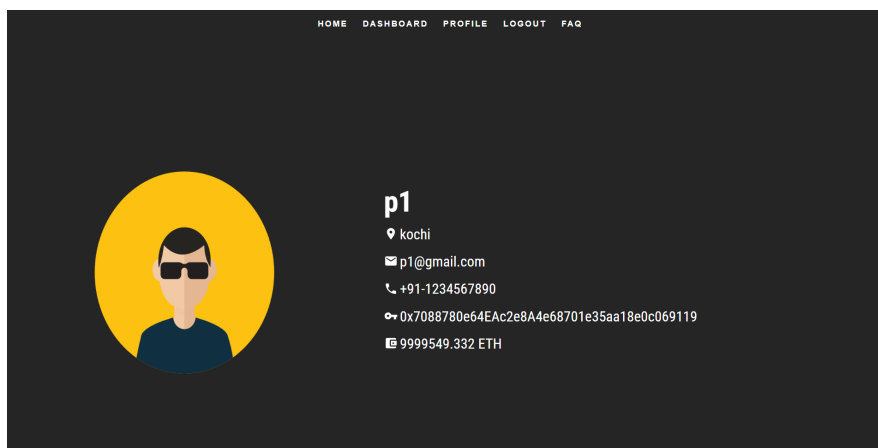 HOME DASHBOARD PROFILE LOGOUT FAQ
p1
kochi
p1@gmail.com
+91-1234567890
0x7088780e64EAc2e8A4e68701e35aa18e0c069119
9999549.332 ETH